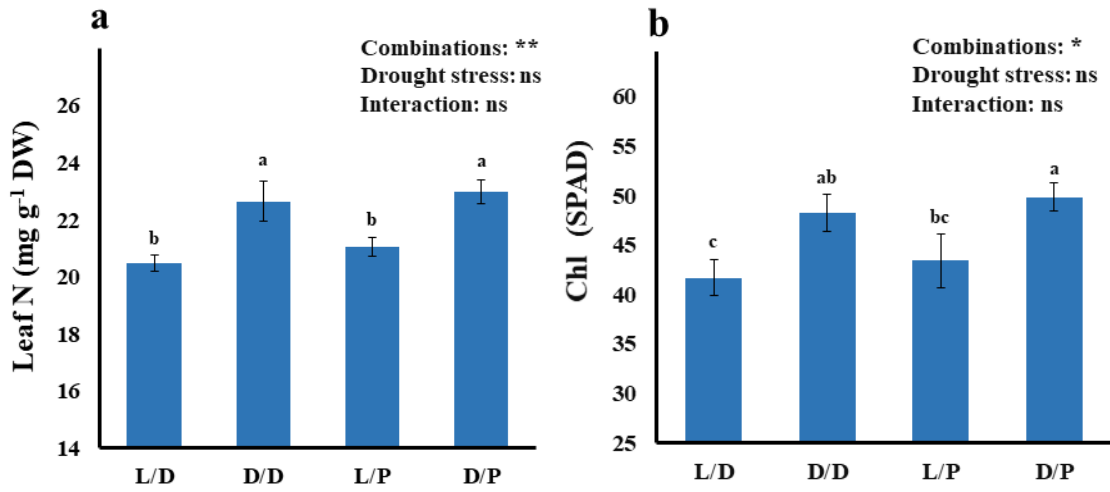 a
Combinations: **
Drought stress: ns
Interaction: ns
Leaf N (mg g⁻¹ DW)
26
24
22
20
18
16
14
b
a
b
a
L/D
D/D
L/P
D/P
b
Combinations: *
Drought stress: ns
Interaction: ns
Chl (SPAD)
60
55
50
45
40
35
30
25
c
ab
bc
a
L/D
D/D
L/P
D/P